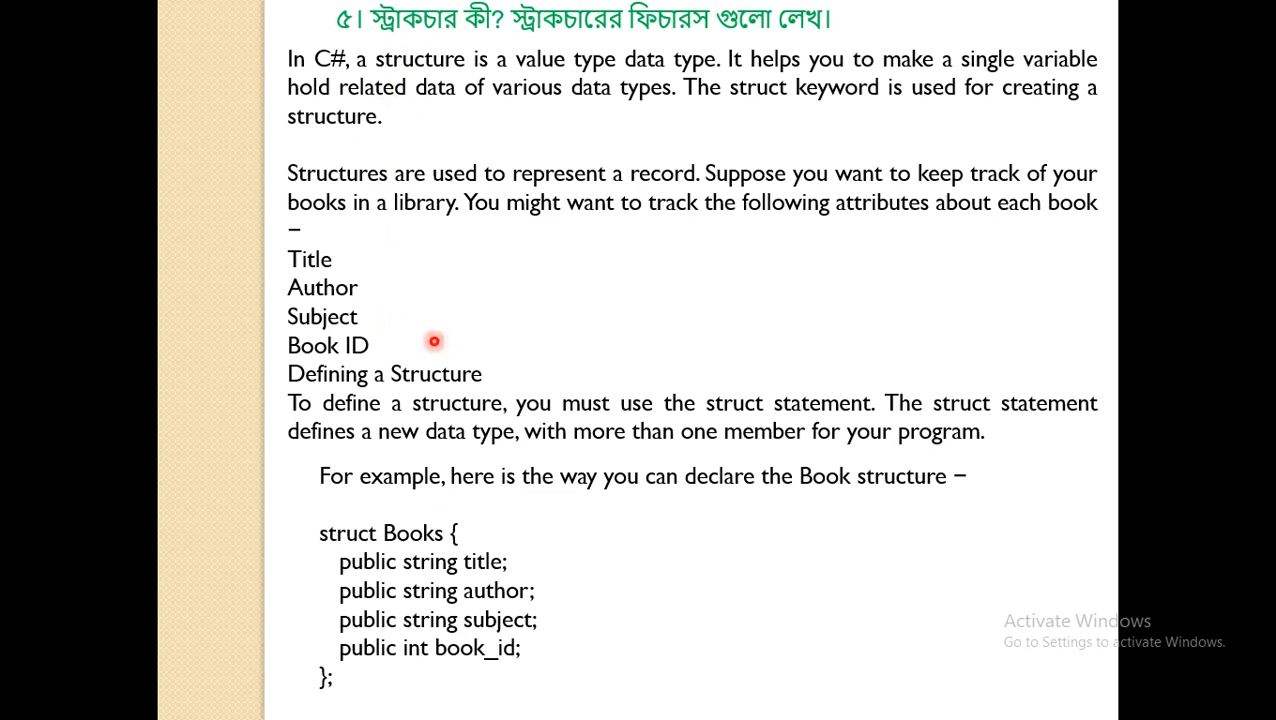 ৫। স্ট্রাকচার কী? স্ট্রাকচারের ফিচারস গুলো লেখ।
In C#, a structure is a value type data type. It helps you to make a single variable
hold related data of various data types. The struct keyword is used for creating a
structure.
Structures are used to represent a record. Suppose you want to keep track of your
books in a library. You might want to track the following attributes about each book
–
Title
Author
Subject
Book ID
Defining a Structure
To define a structure, you must use the struct statement. The struct statement
defines a new data type, with more than one member for your program.
For example, here is the way you can declare the Book structure –
struct Books {
public string title;
public string author;
public string subject;
public int book_id;
};
Activate Windows
Go to Settings to activate Windows.